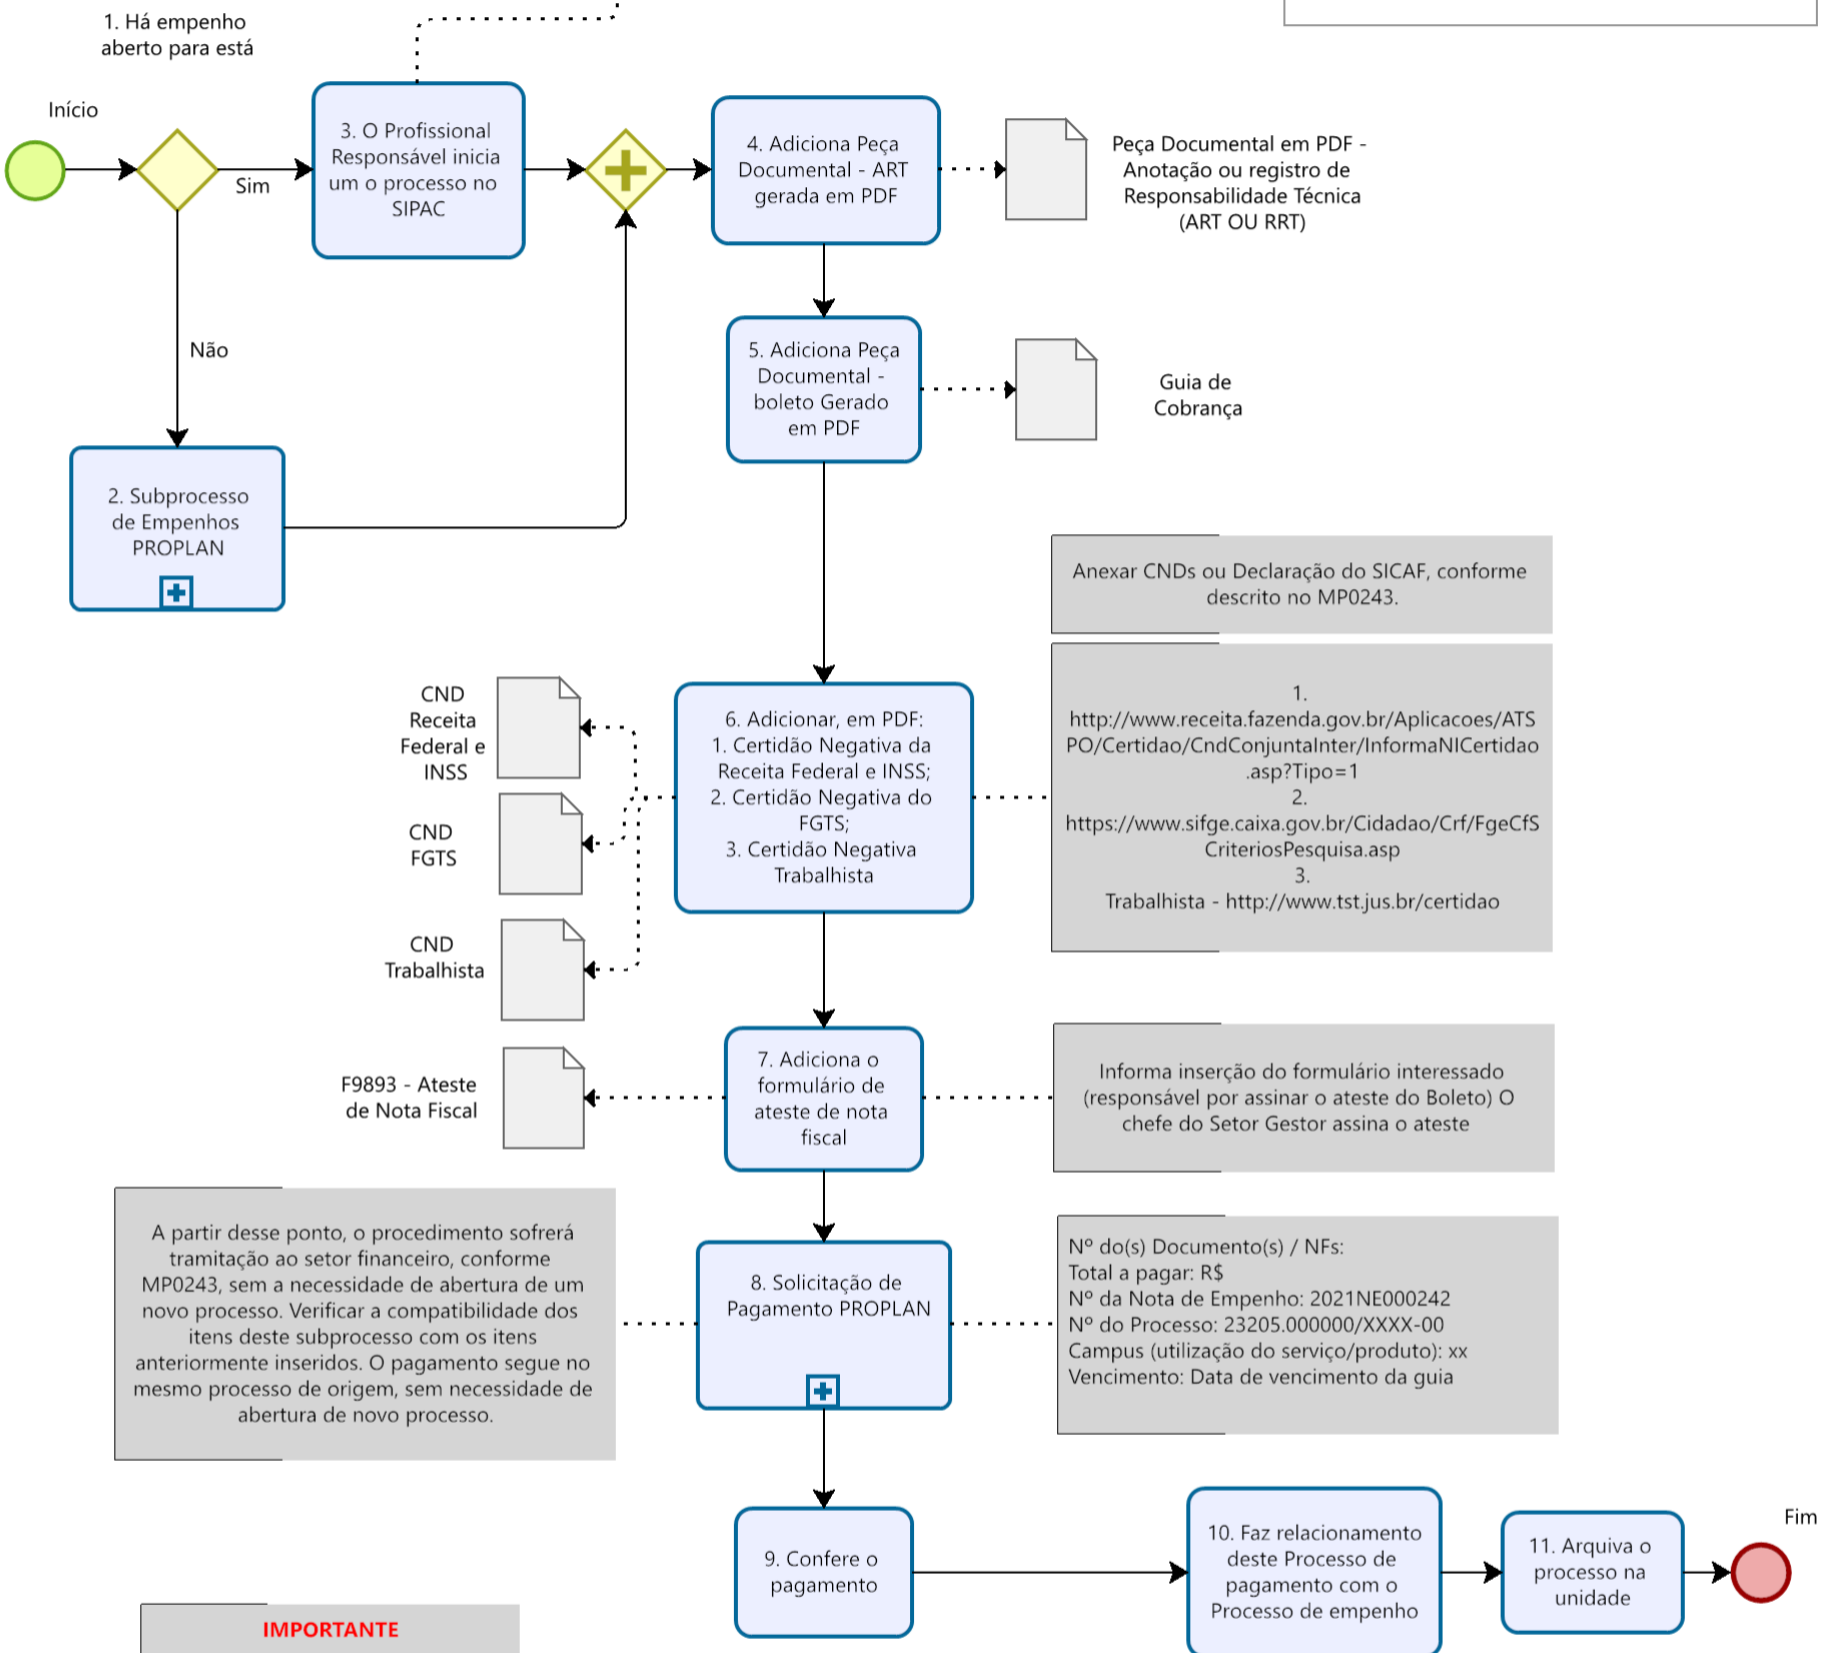 1. Há empenho
aberto para está
Início
Sim
Não
3. O Profissional
Responsável inicia
um o processo no
SIPAC
4. Adiciona Peça
Documental - ART
gerada em PDF
Peça Documental em PDF -
Anotação ou registro de
Responsabilidade Técnica
(ART OU RRT)
5. Adiciona Peça
Documental -
boleto Gerado
em PDF
Guia de
Cobrança
2. Subprocesso
de Empenhos
PROPLAN
Anexar CNDs ou Declaração do SICAF, conforme
descrito no MP0243.
CND
Receita
Federal e
INSS
CND
FGTS
CND
Trabalhista
6. Adicionar, em PDF:
1. Certidão Negativa da
Receita Federal e INSS;
2. Certidão Negativa do
FGTS;
3. Certidão Negativa
Trabalhista
1.
http://www.receita.fazenda.gov.br/Aplicacoes/ATS
PO/Certidao/CndConjuntaInter/InformaNICertidao
.asp?Tipo=1
2.
https://www.sifge.caixa.gov.br/Cidadao/Crf/FgeCfS
CriteriosPesquisa.asp
3.
Trabalhista - http://www.tst.jus.br/certidao
F9893 - Ateste
de Nota Fiscal
7. Adiciona o
formulário de
ateste de nota
fiscal
Informa inserção do formulário interessado
(responsável por assinar o ateste do Boleto) O
chefe do Setor Gestor assina o ateste
A partir desse ponto, o procedimento sofrerá
tramitação ao setor financeiro, conforme
MP0243, sem a necessidade de abertura de um
novo processo. Verificar a compatibilidade dos
itens deste subprocesso com os itens
anteriormente inseridos. O pagamento segue no
mesmo processo de origem, sem necessidade de
abertura de novo processo.
8. Solicitação de
Pagamento PROPLAN
Nº do(s) Documento(s) / NFs:
Total a pagar: R$
Nº da Nota de Empenho: 2021NE000242
Nº do Processo: 23205.000000/XXXX-00
Campus (utilização do serviço/produto): xx
Vencimento: Data de vencimento da guia
9. Confere o
pagamento
10. Faz relacionamento
deste Processo de
pagamento com o
Processo de empenho
11. Arquiva o
processo na
unidade
Fim
IMPORTANTE